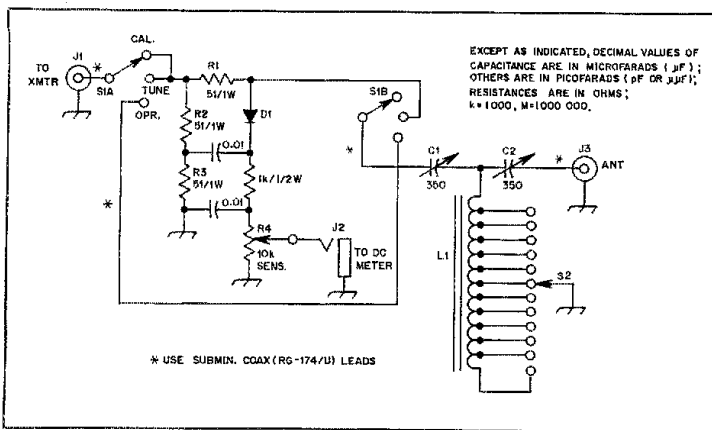 J1
TO
XMTR
*
S1A
CAL.
TUNE
OPR.
R1
51/1W
R2
51/1W
D1
0.01
R3
51/1W
1k/1/2W
0.01
R4
10k
SENS.
J2
TO DC
METER
*
S1B
*
EXCEPT AS INDICATED, DECIMAL VALUES OF
CAPACITANCE ARE IN MICROFARADS (µF);
OTHERS ARE IN PICOFARADS (pF OR µµF);
RESISTANCES ARE IN OHMS;
k=1000, M=1000 000.
C1
350
C2
350
*
J3
ANT
L1
S2
* USE SUBMIN. COAX (RG-174/U) LEADS